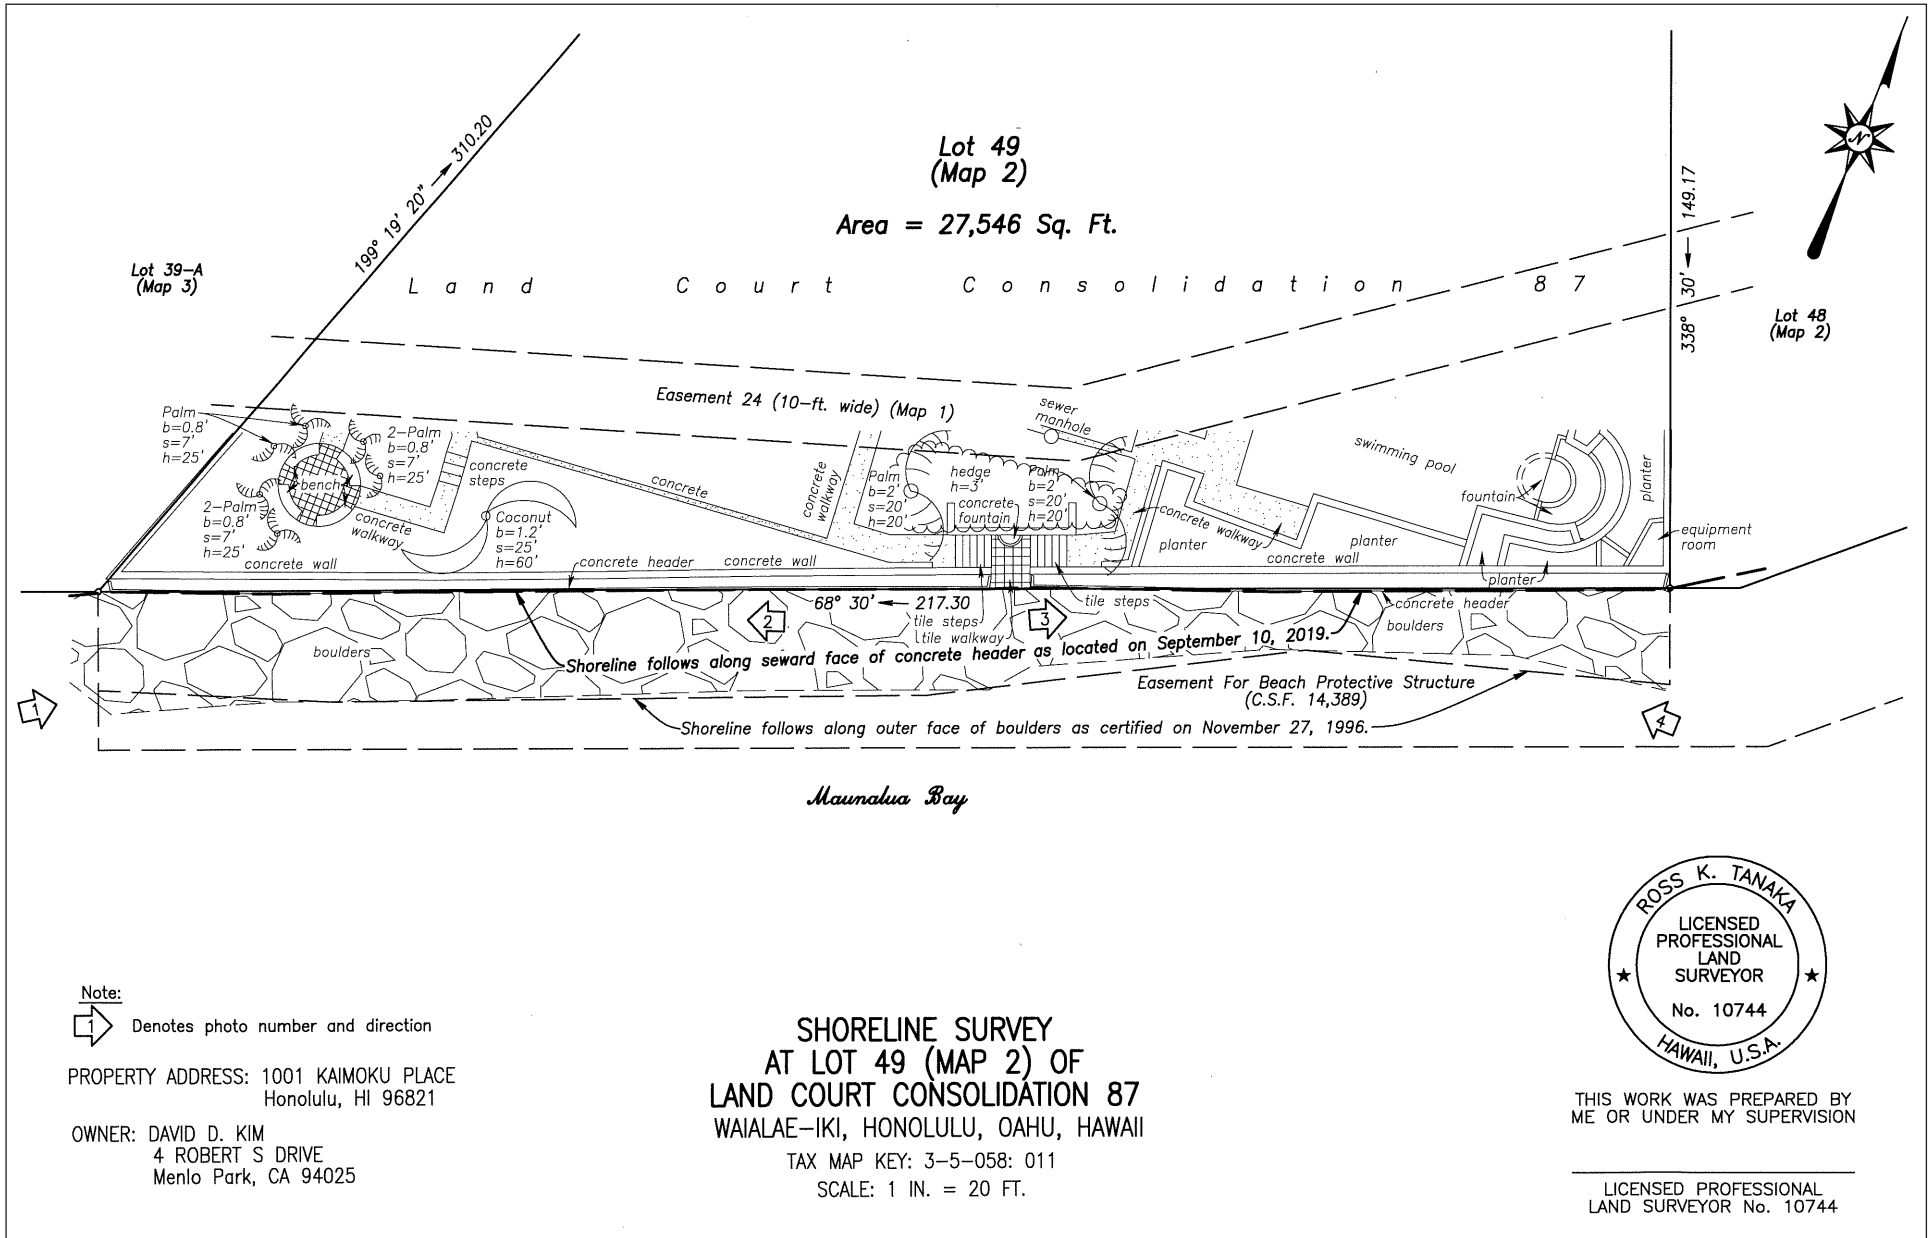 Lot 49
(Map 2)
Area = 27,546 Sq. Ft.
199° 19' 20" 310.20
Lot 39-A
(Map 3)
Land Court Consolidation 87
338° 30' 149.17
N
Lot 48
(Map 2)
Easement 24 (10-ft. wide) (Map 1)
sewer
manhole
Palm
b=0.8'
s=7'
h=25'
2-Palm
b=0.8'
s=7'
h=25'
bench
concrete
steps
concrete
concrete
walkway
2-Palm
b=0.8'
s=7'
h=25'
concrete
walkway
Coconut
b=1.2'
s=25'
h=60'
Palm
b=2'
s=20'
h=20'
hedge
h=3'
concrete
fountain
Palm
b=2'
s=20'
h=20'
swimming pool
fountain
planter
equipment
room
concrete walkway
planter
planter
concrete wall
planter
concrete wall
concrete header
concrete wall
68° 30' 217.30
tile steps
tile walkway
tile steps
concrete header
boulders
boulders
2
3
Shoreline follows along seward face of concrete header as located on September 10, 2019.
Easement For Beach Protective Structure
(C.S.F. 14,389)
1
4
Shoreline follows along outer face of boulders as certified on November 27, 1996.
Maunalua Bay
Note:
1 Denotes photo number and direction
PROPERTY ADDRESS: 1001 KAIMOKU PLACE
Honolulu, HI 96821
OWNER: DAVID D. KIM
4 ROBERT S DRIVE
Menlo Park, CA 94025
SHORELINE SURVEY
AT LOT 49 (MAP 2) OF
LAND COURT CONSOLIDATION 87
WAIALAE-IKI, HONOLULU, OAHU, HAWAII
TAX MAP KEY: 3-5-058: 011
SCALE: 1 IN. = 20 FT.
ROSS K. TANAKA
LICENSED
PROFESSIONAL
LAND
SURVEYOR
No. 10744
HAWAII, U.S.A.
THIS WORK WAS PREPARED BY
ME OR UNDER MY SUPERVISION
LICENSED PROFESSIONAL
LAND SURVEYOR No. 10744